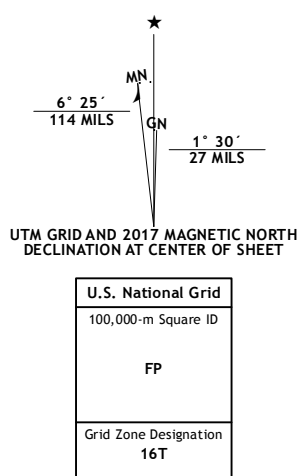 ★
MN
GN
6° 25´
114 MILS
1° 30´
27 MILS
UTM GRID AND 2017 MAGNETIC NORTH
DECLINATION AT CENTER OF SHEET
U.S. National Grid
100,000-m Square ID
FP
Grid Zone Designation
16T